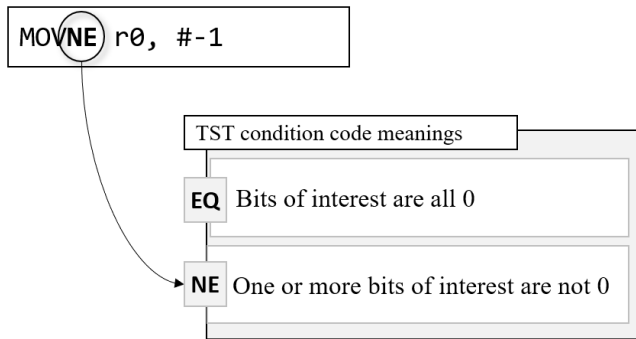 MOVNE r0, #-1
TST condition code meanings
EQ Bits of interest are all 0
NE One or more bits of interest are not 0